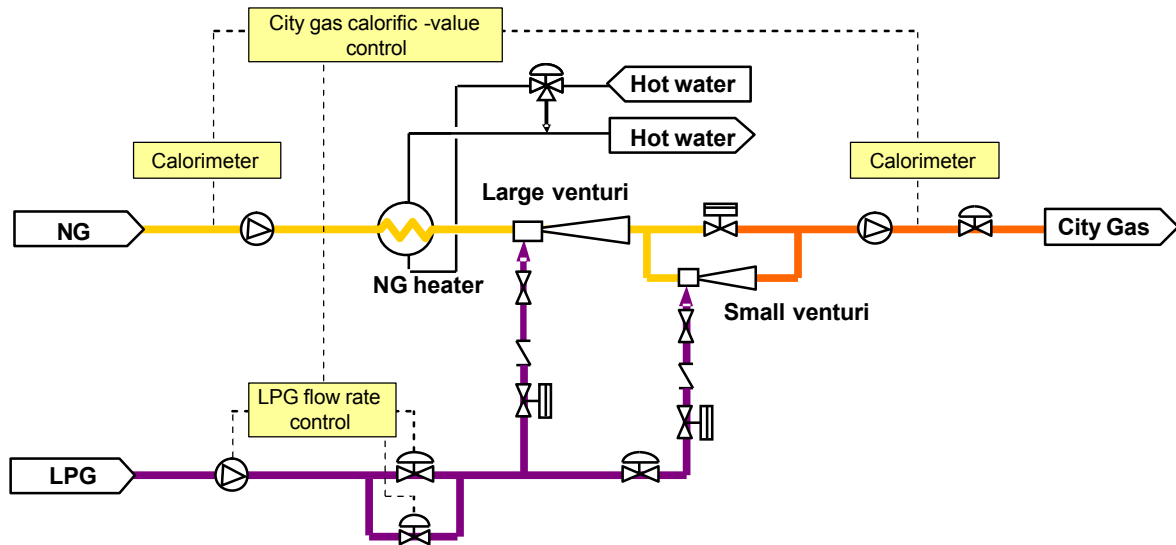 City gas calorific -value
control
Hot water
Hot water
Calorimeter
Calorimeter
Large venturi
NG
City Gas
NG heater
Small venturi
LPG flow rate
control
LPG